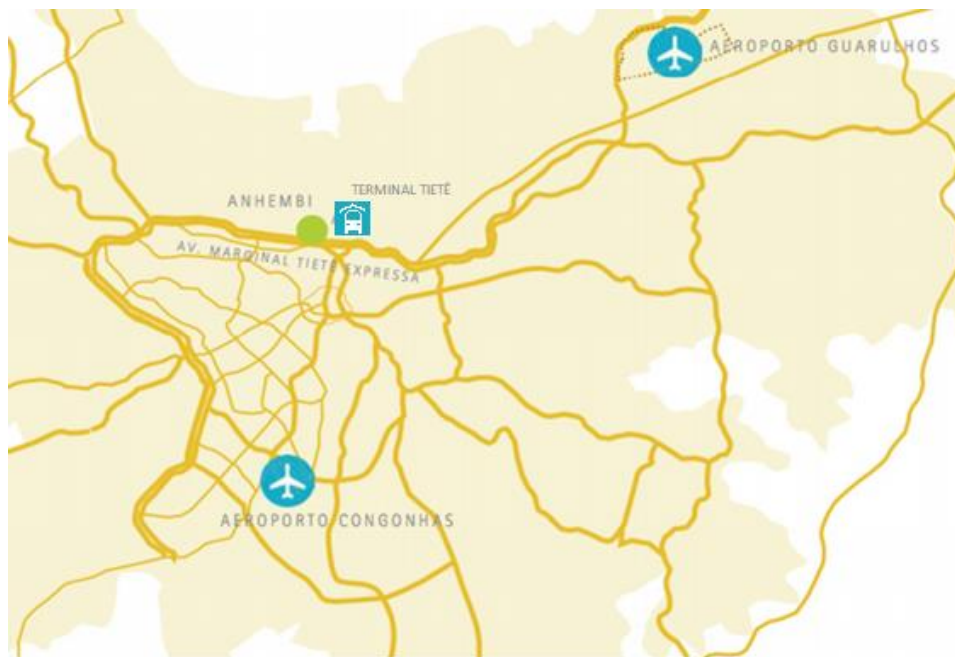 AEROPORTO GUARULHOS
TERMINAL TIETÊ
ANHEMBI
AV. MARGINAL TIETÊ EXPRESSA
AEROPORTO CONGONHAS